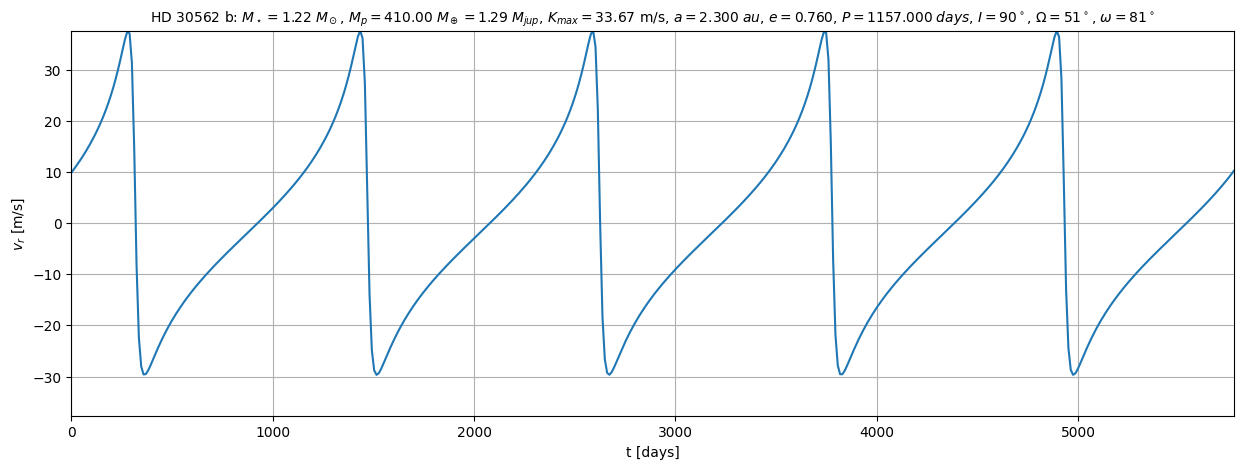 HD 30562 b: M⋆ = 1.22 M⊙, Mp = 410.00 M⊕ = 1.29 Mjup, Kmax = 33.67 m/s, a = 2.300 au, e = 0.760, P = 1157.000 days, I = 90°, Ω = 51°, ω = 81°
30
20
10
0
−10
−20
−30
vr [m/s]
0 1000 2000 3000 4000 5000
t [days]